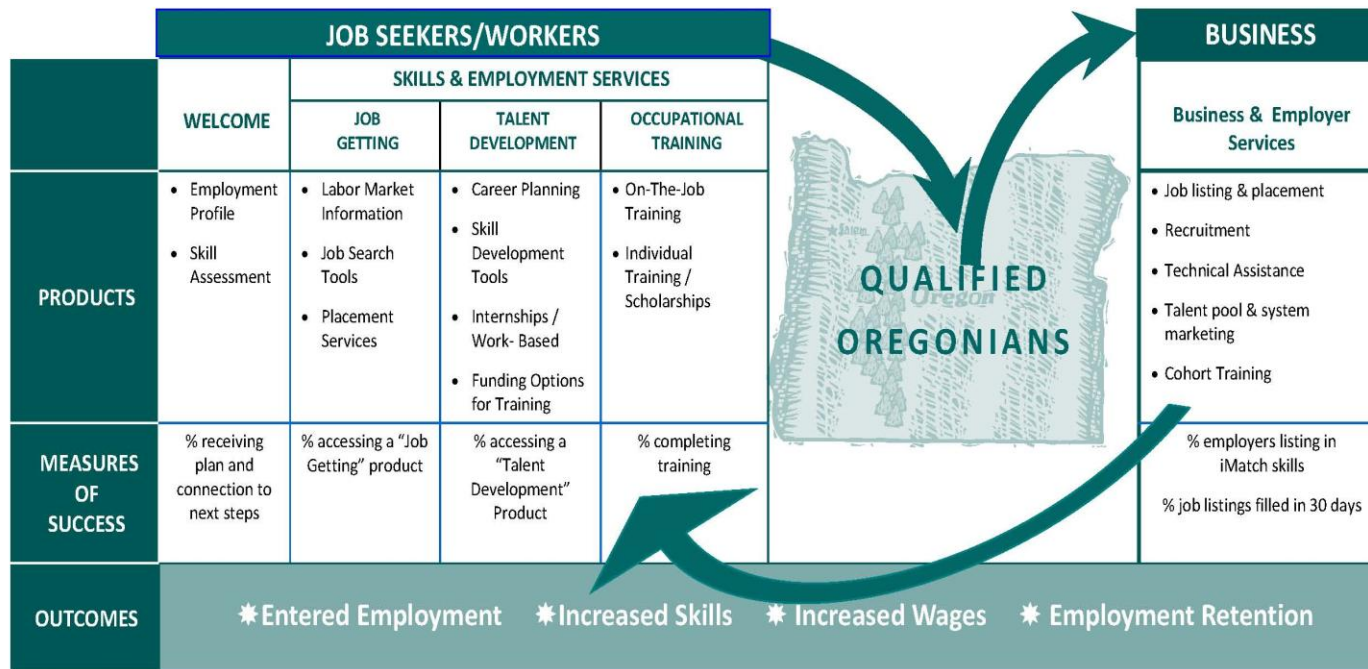 JOB SEEKERS/WORKERS
BUSINESS
SKILLS & EMPLOYMENT SERVICES
WELCOME
JOB
GETTING
TALENT
DEVELOPMENT
OCCUPATIONAL
TRAINING
Business & Employer
Services
PRODUCTS
• Employment
Profile
• Skill
Assessment
• Labor Market
Information
• Job Search
Tools
• Placement
Services
• Career Planning
• Skill
Development
Tools
• Internships /
Work- Based
• Funding Options
for Training
• On-The-Job
Training
• Individual
Training /
Scholarships
Salem
Oregon
QUALIFIED
OREGONIANS
• Job listing & placement
• Recruitment
• Technical Assistance
• Talent pool & system
marketing
• Cohort Training
MEASURES
OF
SUCCESS
% receiving
plan and
connection to
next steps
% accessing a “Job
Getting” product
% accessing a
“Talent
Development”
Product
% completing
training
% employers listing in
iMatch skills
% job listings filled in 30 days
OUTCOMES
✷Entered Employment ✷Increased Skills ✷ Increased Wages ✷ Employment Retention